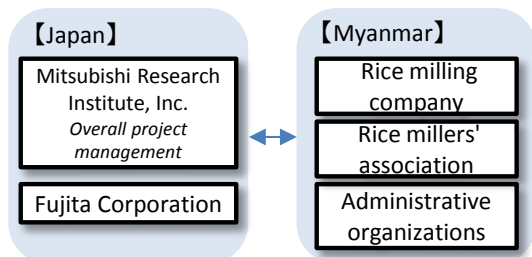 【Japan】
Mitsubishi Research
Institute, Inc.
Overall project
management
Fujita Corporation
【Myanmar】
Rice milling
company
Rice millers'
association
Administrative
organizations